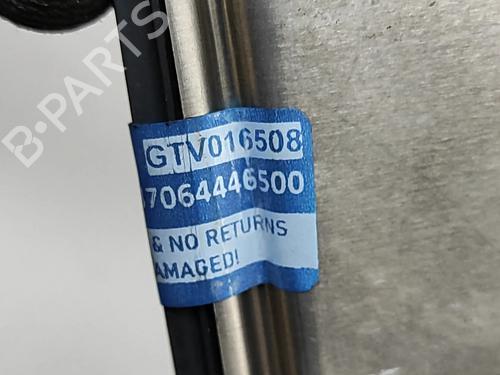 B-PARTS
GTV016508
7064446500
& NO RETURNS
AMAGED!